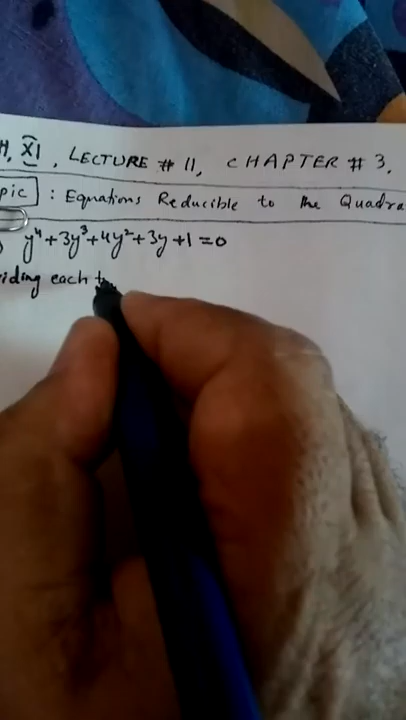 H, XI, LECTURE # 11, CHAPTER # 3,
pic : Equations Reducible to the Quadra
y⁴+3y³+4y²+3y+1=0
iding each t